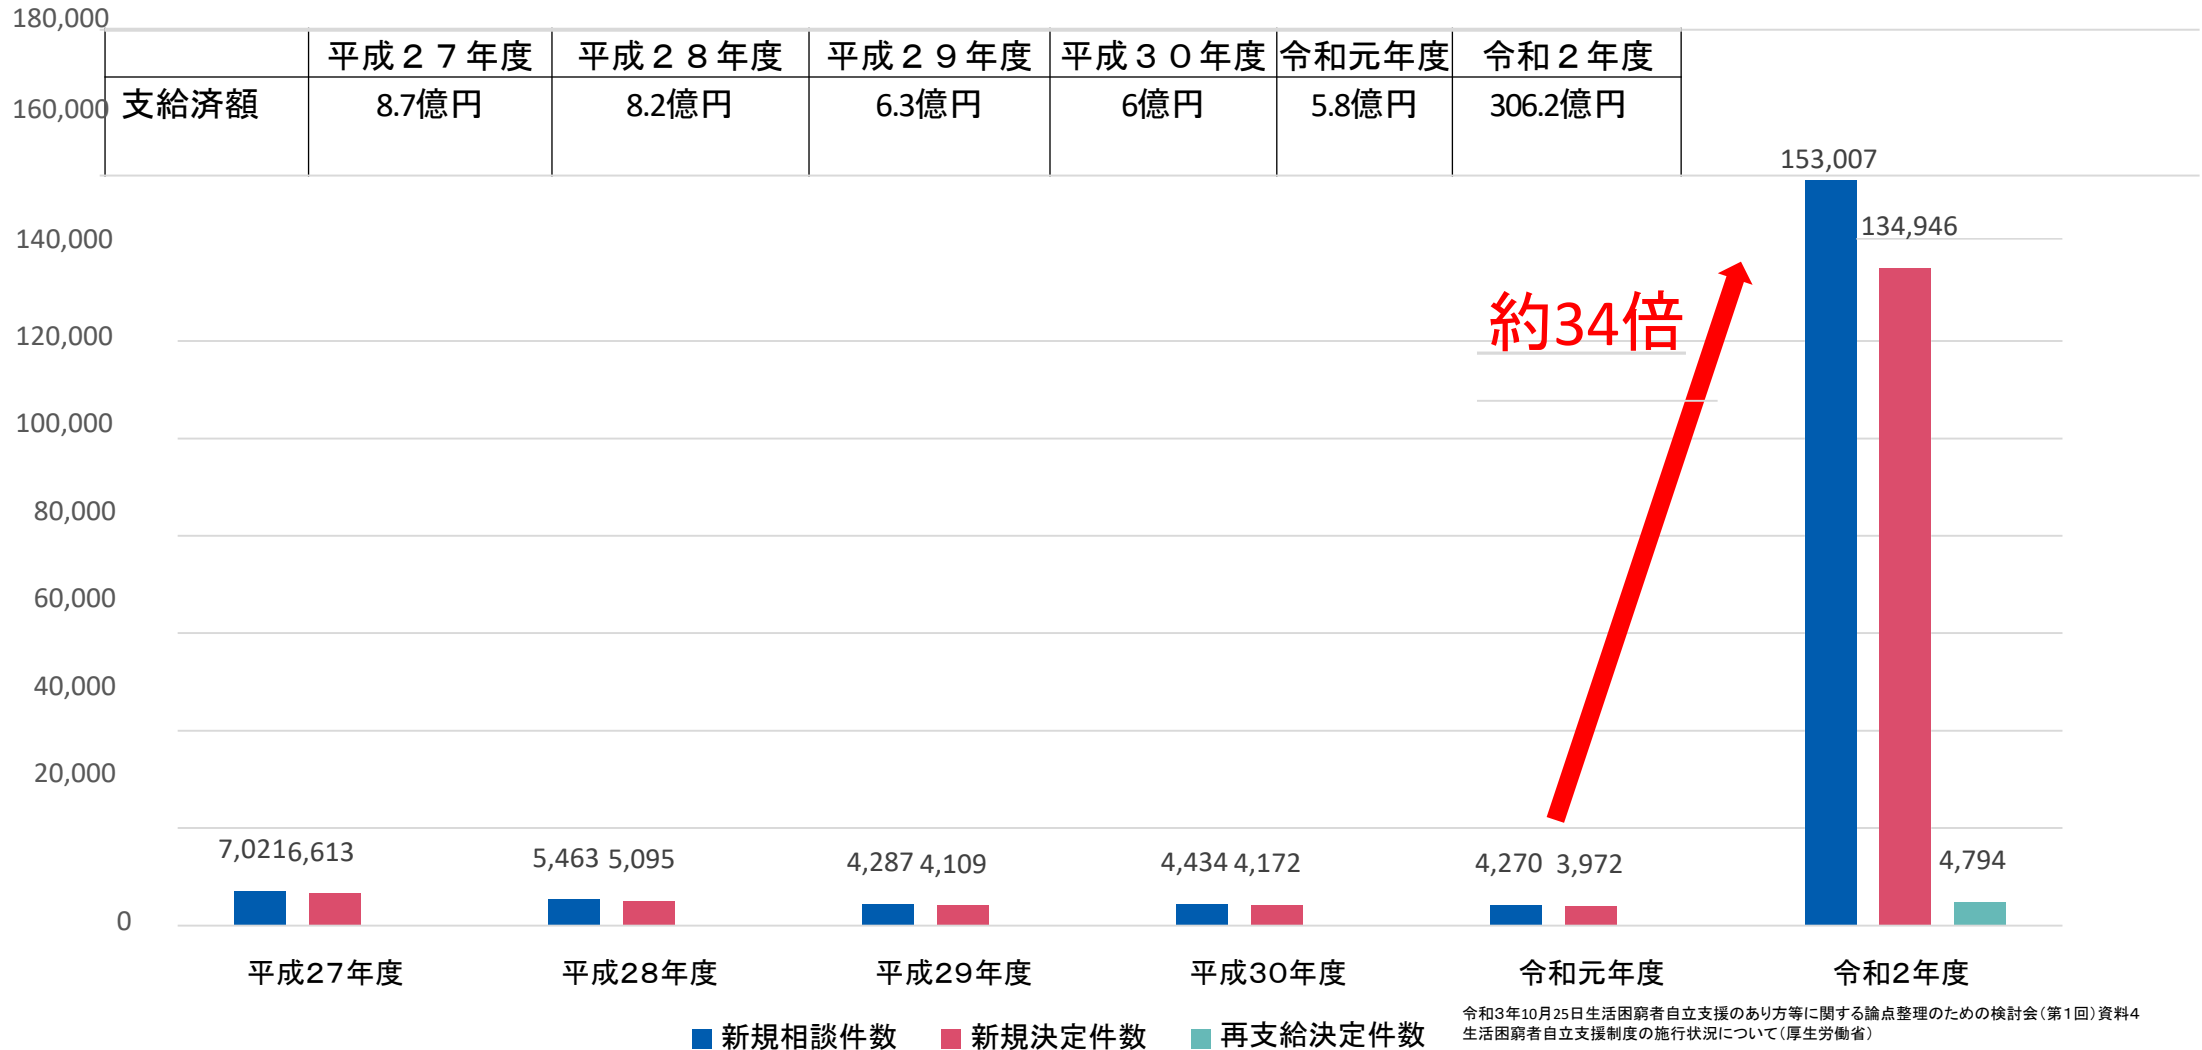 180,000
平成２７年度 平成２８年度 平成２９年度 平成３０年度 令和元年度 令和２年度
160,000 支給済額 8.7億円 8.2億円 6.3億円 6億円 5.8億円 306.2億円
153,007
140,000 134,946
約34倍
120,000
100,000
80,000
60,000
40,000
20,000
7,021 6,613 5,463 5,095 4,287 4,109 4,434 4,172 4,270 3,972 4,794
0
平成27年度 平成28年度 平成29年度 平成30年度 令和元年度 令和2年度
新規相談件数 新規決定件数 再支給決定件数
令和3年10月25日生活困窮者自立支援のあり方等に関する論点整理のための検討会（第1回）資料4
生活困窮者自立支援制度の施行状況について（厚生労働省）